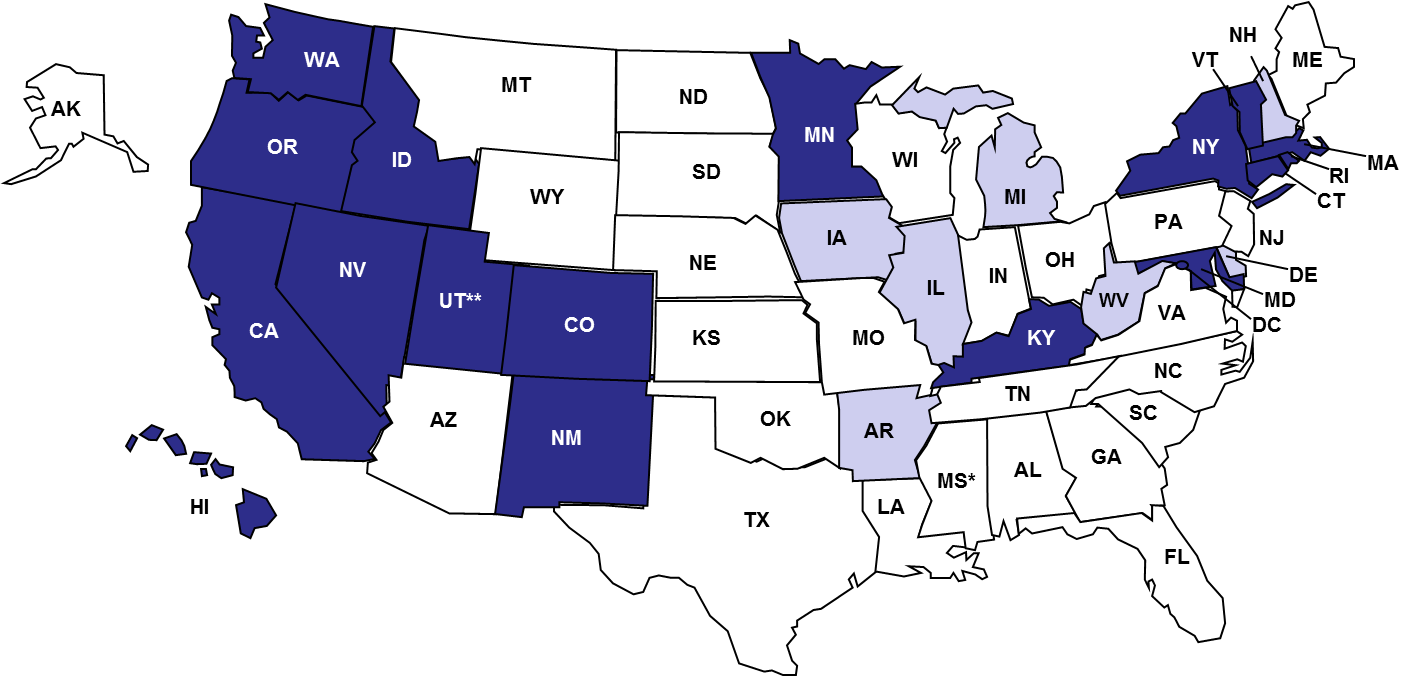 NH
VT
ME
WA
MT
ND
AK
MN
OR
NY
ID
WI
MA
SD
RI
MI
WY
CT
PA
IA
NJ
NE
OH
NV
IN
DE
IL
UT**
WV
MD
VA
CO
DC
CA
KS
MO
KY
NC
TN
SC
AZ
OK
AR
NM
GA
AL
MS*
HI
LA
TX
FL